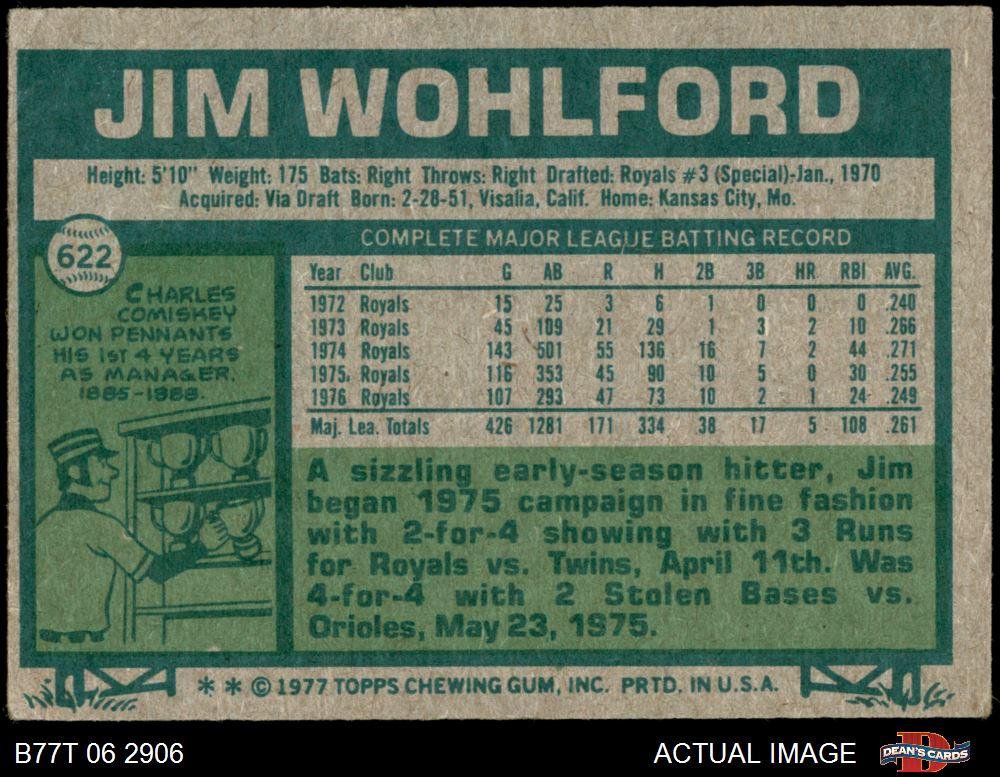 JIM WOHLFORD
Height: 5'10" Weight: 175 Bats: Right Throws: Right Drafted: Royals #3 (Special)-Jan., 1970
Acquired: Via Draft Born: 2-28-51, Visalia, Calif. Home: Kansas City, Mo.
622
COMPLETE MAJOR LEAGUE BATTING RECORD
Year Club G AB R H 2B 3B HR RBI AVG.
1972 Royals 15 25 3 6 1 0 0 0 .240
1973 Royals 45 109 21 29 1 3 2 10 .266
1974 Royals 143 501 55 136 16 7 2 44 .271
1975 Royals 116 353 45 90 10 5 0 30 .255
1976 Royals 107 293 47 73 10 2 1 24 .249
Maj. Lea. Totals 426 1281 171 334 38 17 5 108 .261
CHARLES
COMISKEY
WON PENNANTS
HIS 1ST 4 YEARS
AS MANAGER.
1885-1888.
A sizzling early-season hitter, Jim
began 1975 campaign in fine fashion
with 2-for-4 showing with 3 Runs
for Royals vs. Twins, April 11th. Was
4-for-4 with 2 Stolen Bases vs.
Orioles, May 23, 1975.
* * © 1977 TOPPS CHEWING GUM, INC. PRTD. IN U.S.A.
B77T 06 2906
ACTUAL IMAGE
DEAN'S CARDS